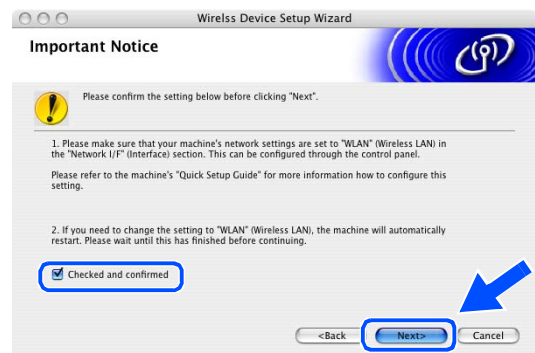 Wirelss Device Setup Wizard
Important Notice
Please confirm the setting below before clicking "Next".
1. Please make sure that your machine's network settings are set to "WLAN" (Wireless LAN) in
the "Network I/F" (Interface) section. This can be configured through the control panel.
Please refer to the machine's "Quick Setup Guide" for more information how to configure this
setting.
2. If you need to change the setting to "WLAN" (Wireless LAN), the machine will automatically
restart. Please wait until this has finished before continuing.
Checked and confirmed
<Back
Next>
Cancel